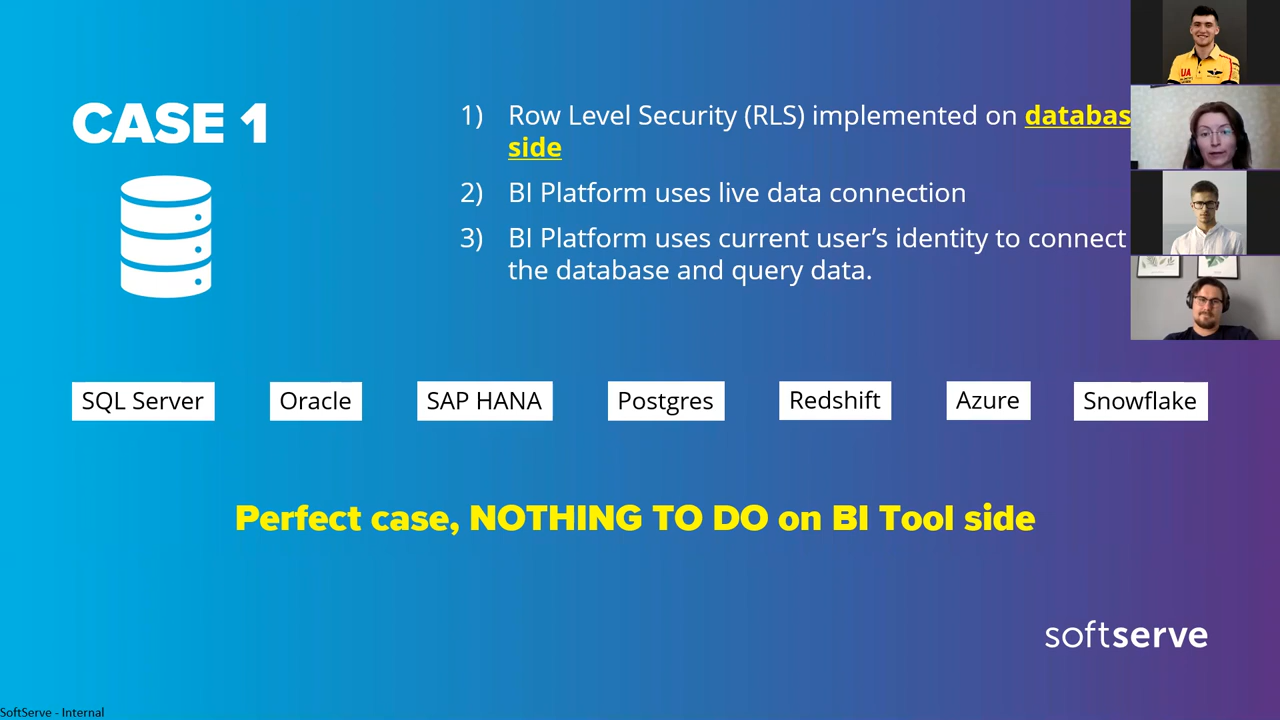 CASE 1
1) Row Level Security (RLS) implemented on databas
side
2) BI Platform uses live data connection
3) BI Platform uses current user’s identity to connect
the database and query data.
SQL Server Oracle SAP HANA Postgres Redshift Azure Snowflake
Perfect case, NOTHING TO DO on BI Tool side
softserve
SoftServe - Internal
UA